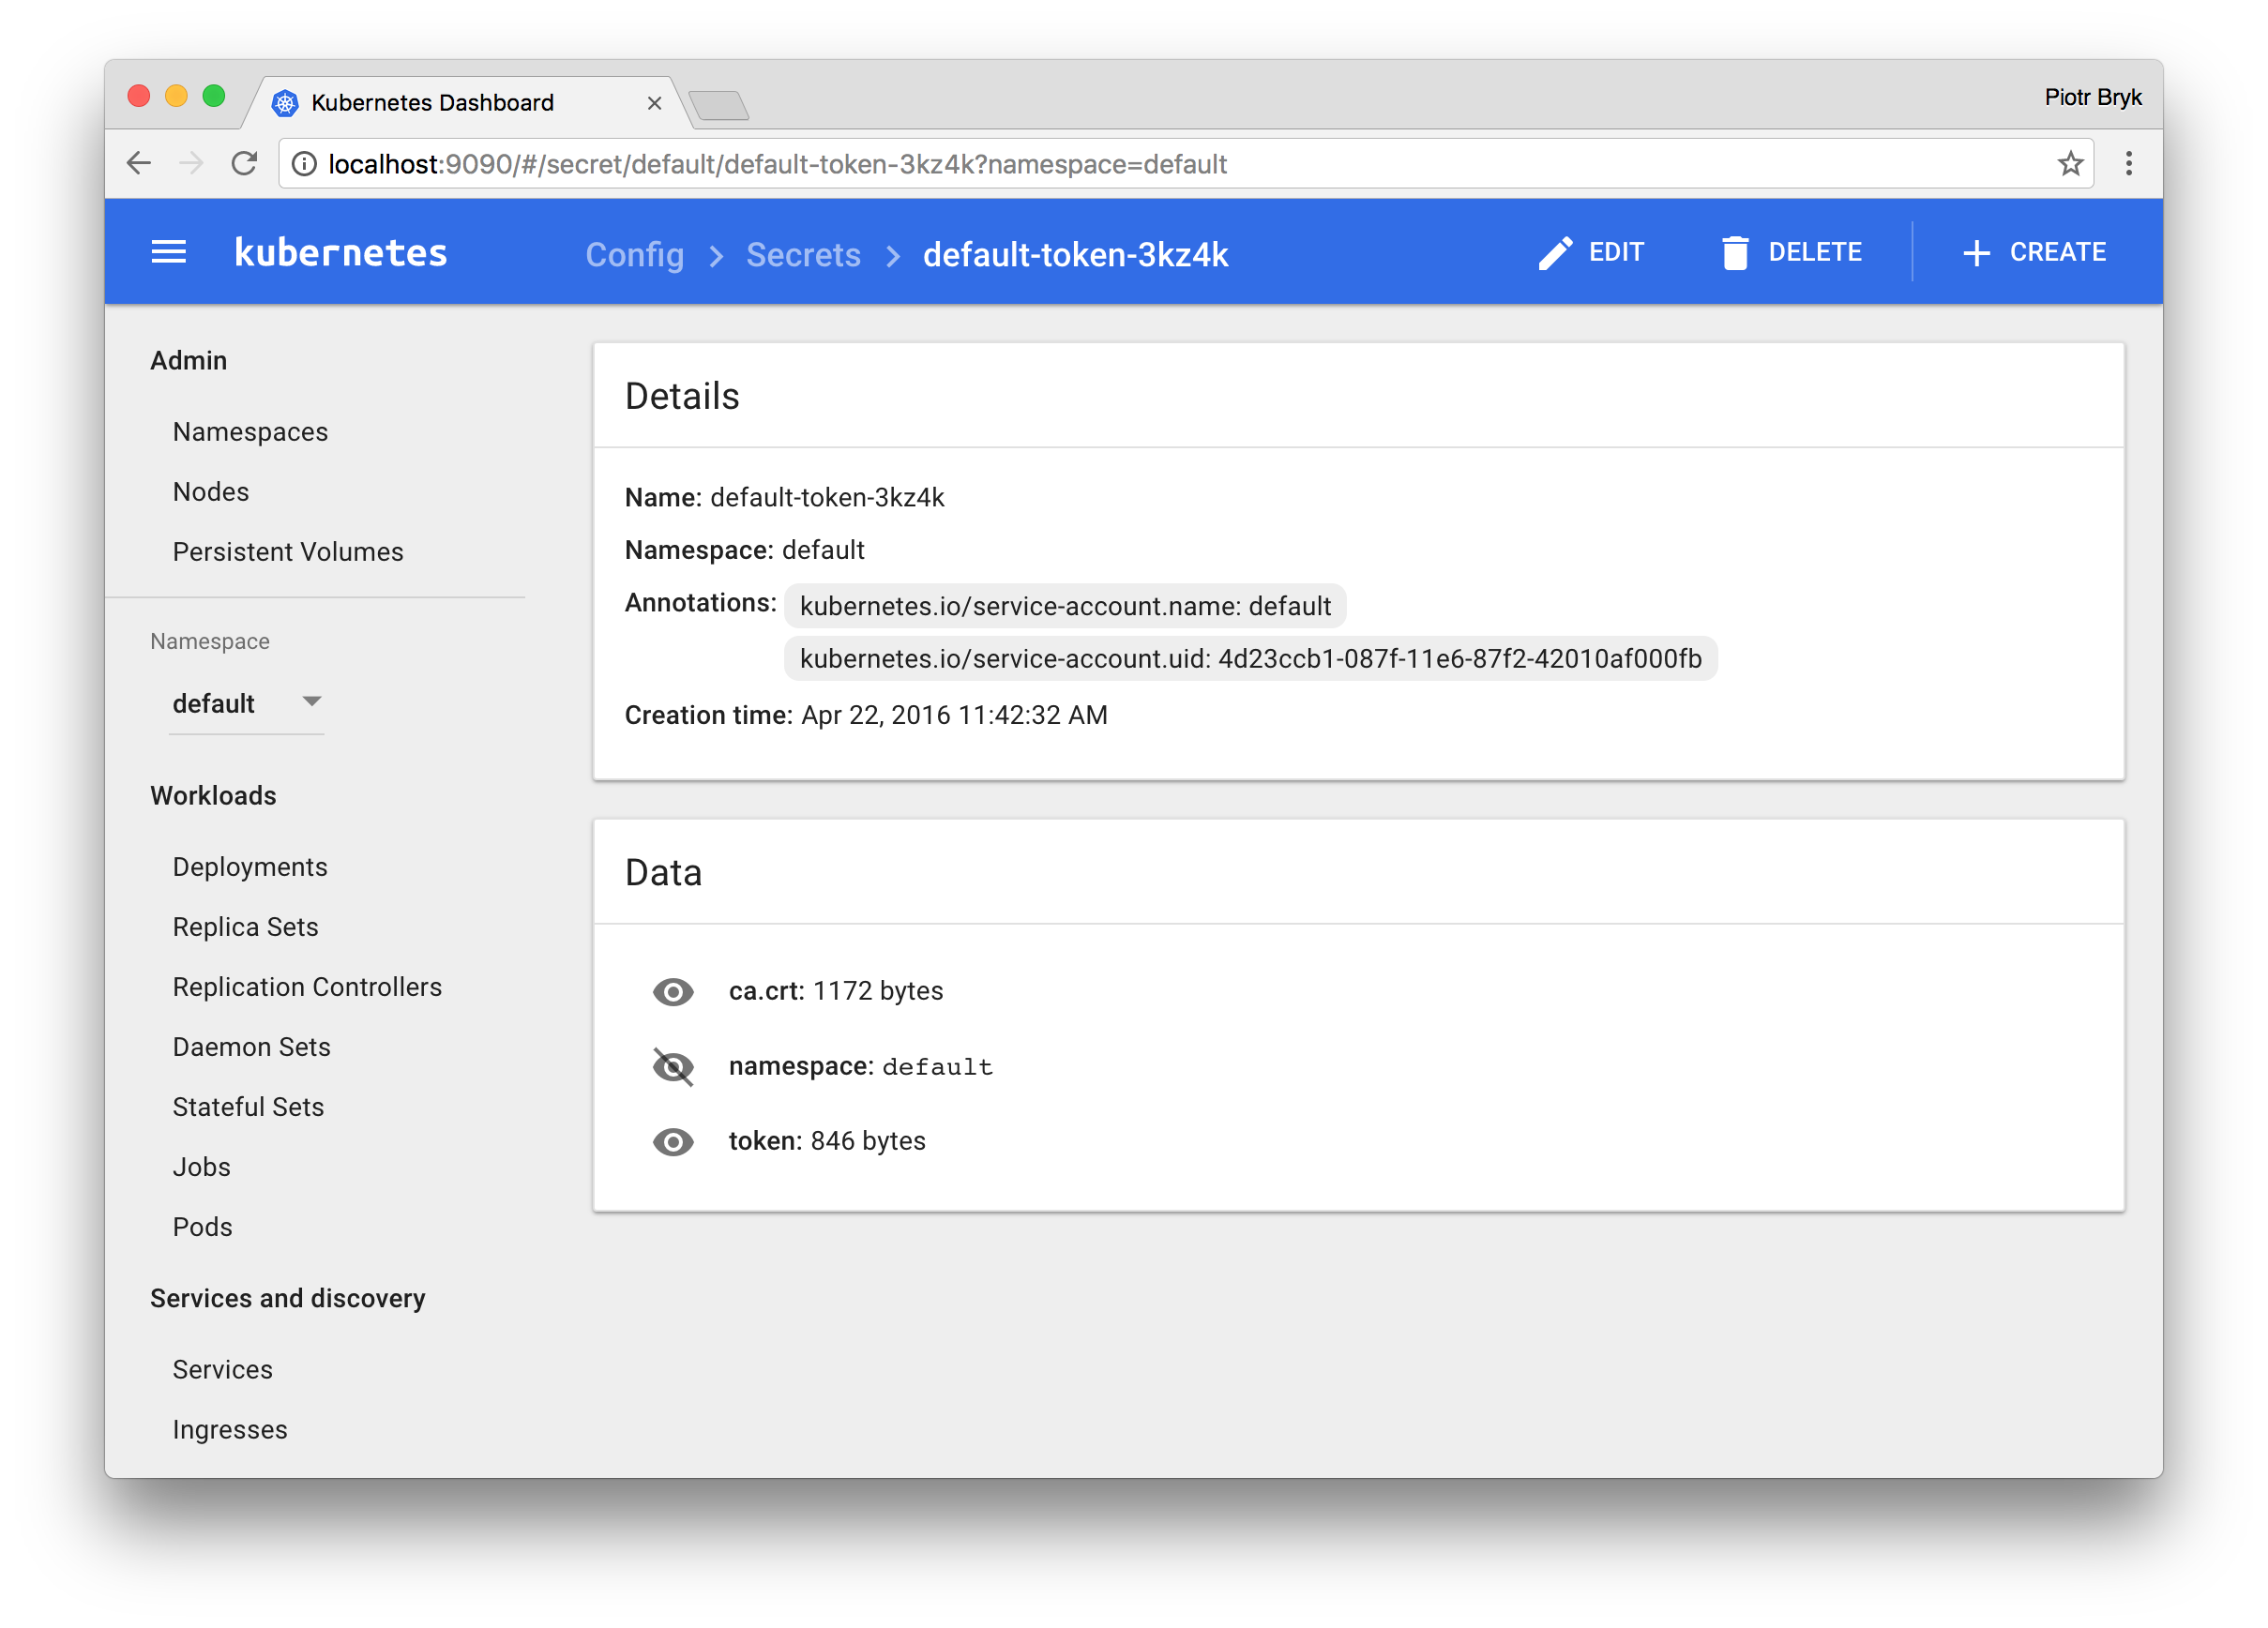 Kubernetes Dashboard
Piotr Bryk
localhost:9090/#/secret/default/default-token-3kz4k?namespace=default
kubernetes
Config > Secrets > default-token-3kz4k
EDIT
DELETE
CREATE
Admin
Namespaces
Nodes
Persistent Volumes
Namespace
default
Workloads
Deployments
Replica Sets
Replication Controllers
Daemon Sets
Stateful Sets
Jobs
Pods
Services and discovery
Services
Ingresses
Details
Name: default-token-3kz4k
Namespace: default
Annotations: kubernetes.io/service-account.name: default
kubernetes.io/service-account.uid: 4d23ccb1-087f-11e6-87f2-42010af000fb
Creation time: Apr 22, 2016 11:42:32 AM
Data
ca.crt: 1172 bytes
namespace: default
token: 846 bytes